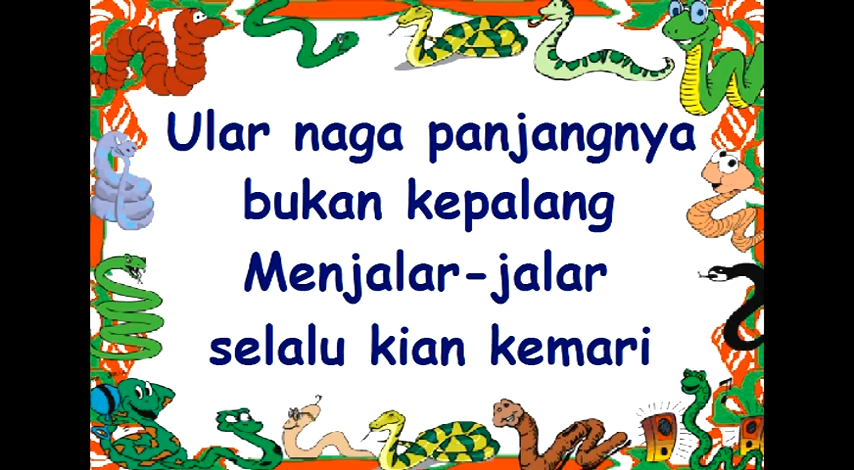 Ular naga panjangnya
bukan kepalang
Menjalar-jalar
selalu kian kemari